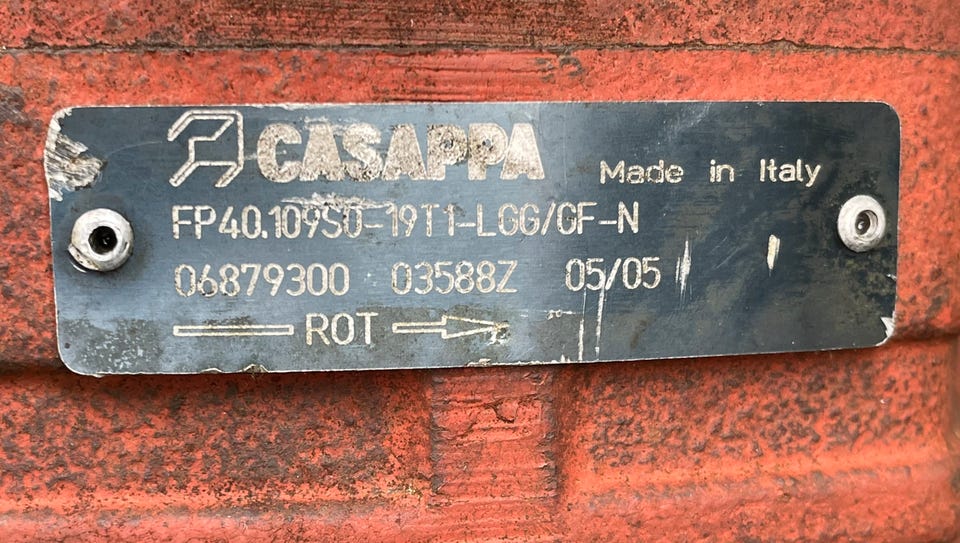 CASAPPA Made in Italy
FP40.109S0-19T1-LGG/GF-N
06879300 03588Z 05/05
ROT